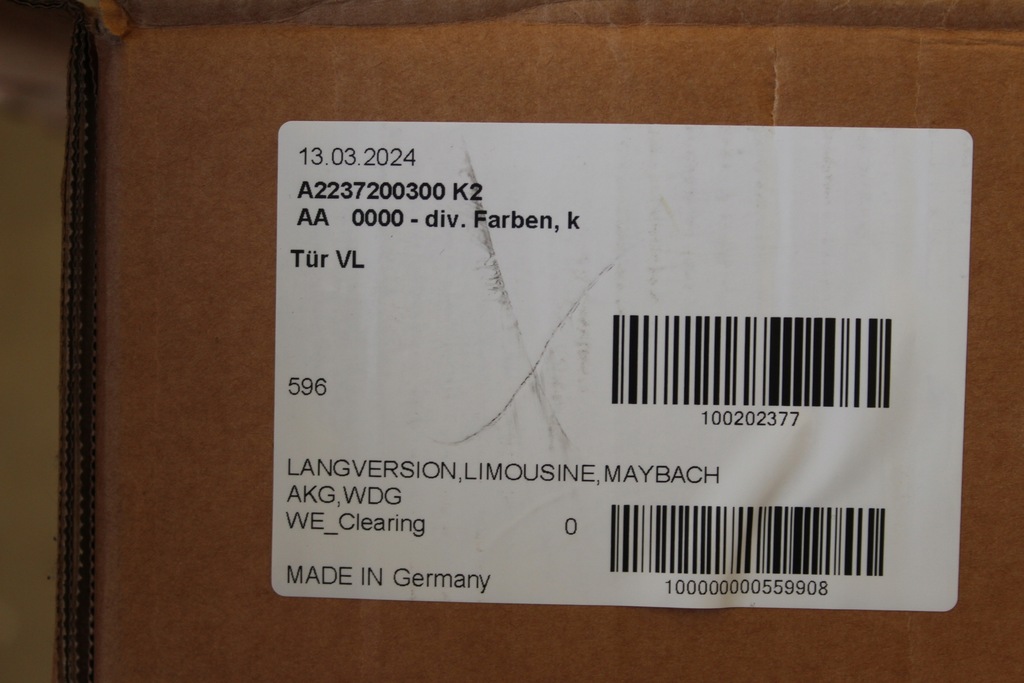 13.03.2024
A2237200300 K2
AA 0000 - div. Farben, k
Tür VL
596
100202377
LANGVERSION,LIMOUSINE,MAYBACH
AKG,WDG
WE_Clearing 0
100000000559908
MADE IN Germany